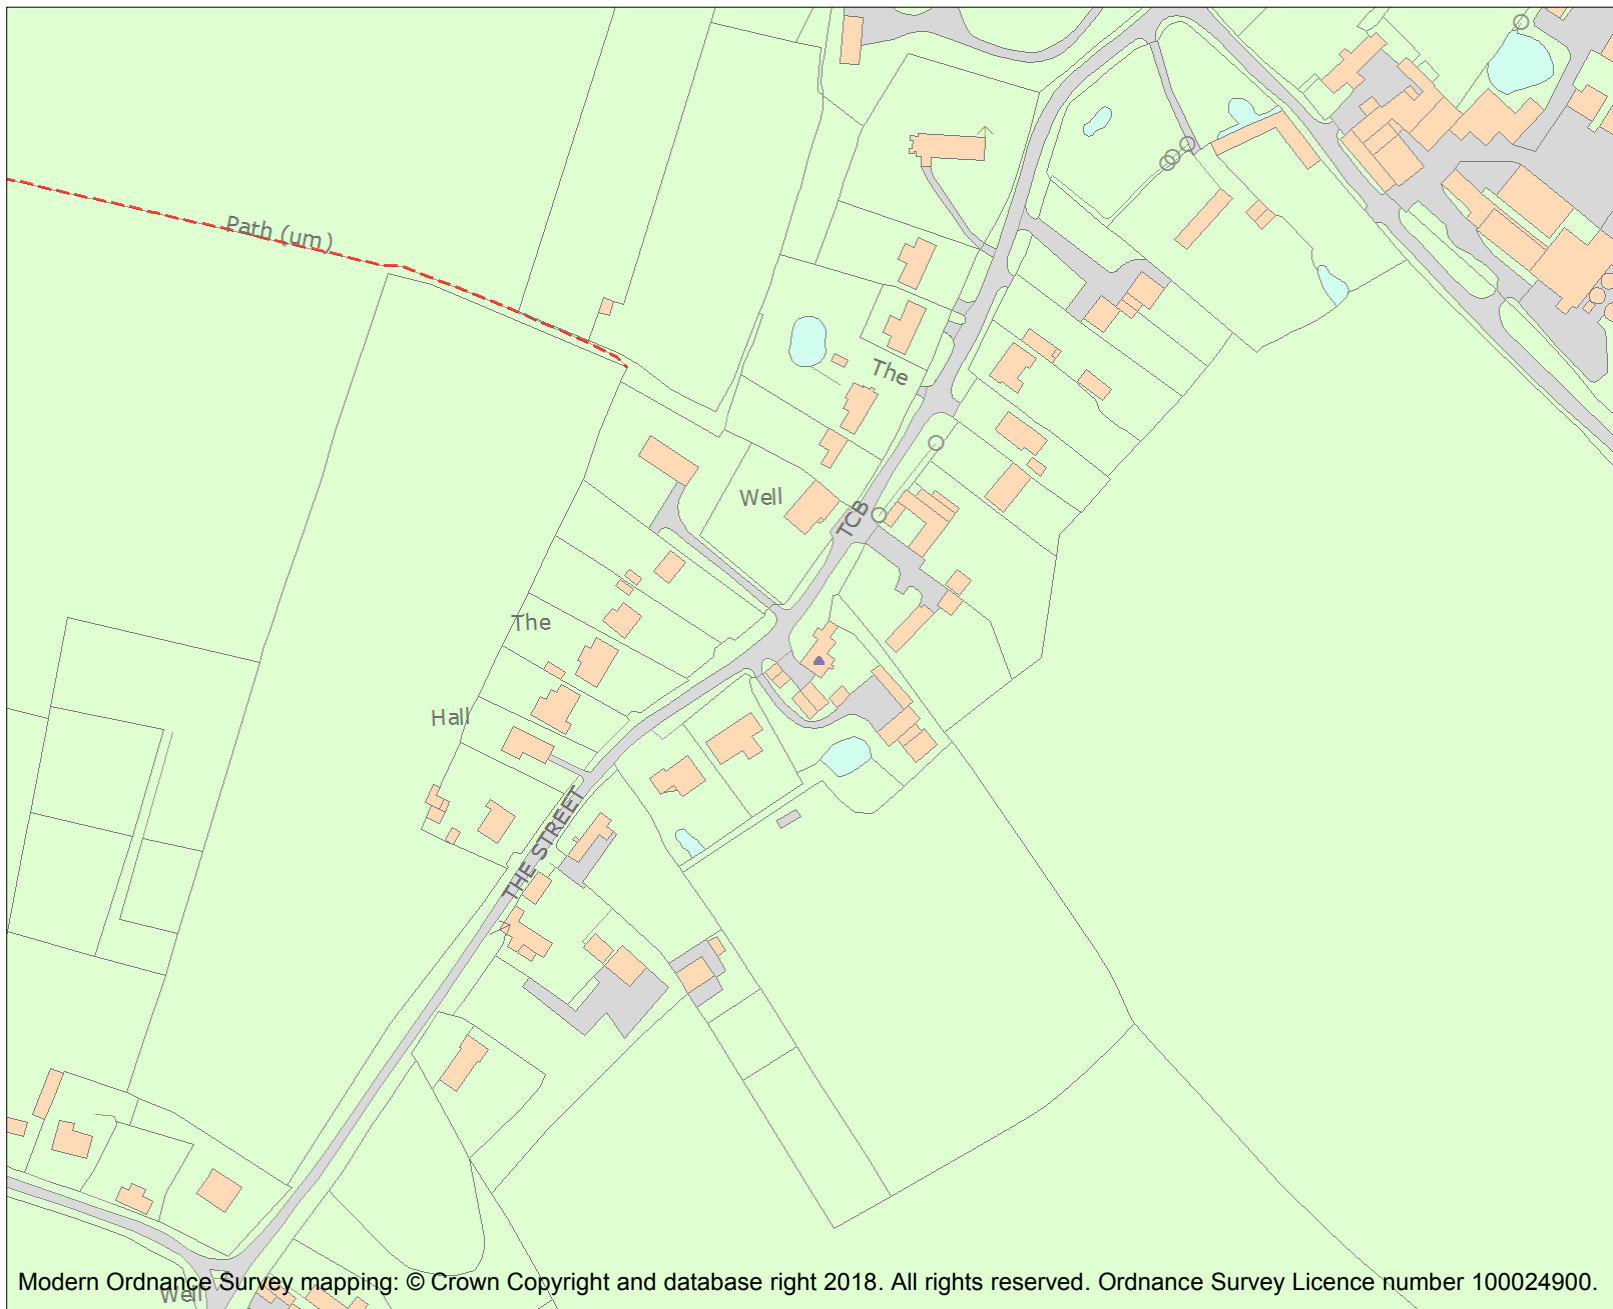 Path (um)
The
Well
TCB
The
Hall
THE STREET
Modern Ordnance Survey mapping: © Crown Copyright and database right 2018. All rights reserved. Ordnance Survey Licence number 100024900.
Well